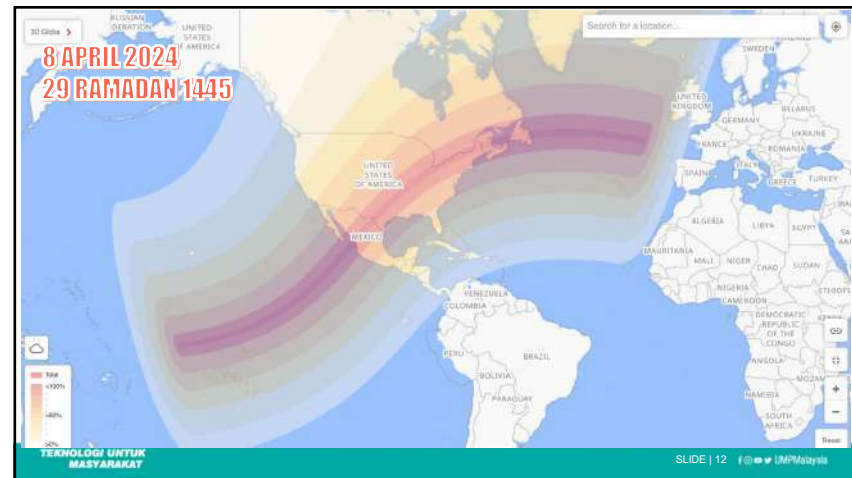 3D Globe
8 APRIL 2024
29 RAMADAN 1445
Search for a location...
RUSSIAN
UNITED
STATES
OF AMERICA
SWEDEN
UNITED
KINGDOM
BELARUS
GERMANY
UKRAINE
FRANCE
ROMANIA
ITALY
SPAIN
GREECE
TURKEY
UNITED
STATES
OF AMERICA
ALGERIA
LIBYA
EGYPT
MEXICO
MAURITANIA
MALI
NIGER
CHAD
SUDAN
VENEZUELA
COLOMBIA
NIGERIA
CAMEROON
DEMOCRATIC
REPUBLIC
OF THE
CONGO
PERU
BRAZIL
ANGOLA
BOLIVIA
PARAGUAY
NAMIBIA
SOUTH
AFRICA
Total
Reset
TEKNOLOGI UNTUK
MASYARAKAT
SLIDE | 12
UMPMalaysia